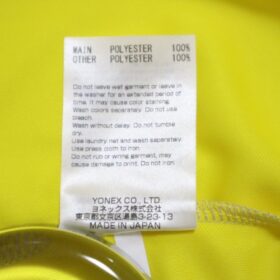 MAIN POLYESTER 100%
OTHER POLYESTER 100%
Do not leave wet garment or leave in
the washer for an extended period of
time. It may cause color staining.
Wash colors separately. Do not use
bleach.
Wash without delay. Do not tumble
dry.
Use laundry net and wash separately.
Use press cloth to iron.
Do not rub or wring garment, may
cause damage to print.
YONEX CO., LTD.
ヨネックス株式会社
東京都文京区湯島3-23-13
MADE IN JAPAN